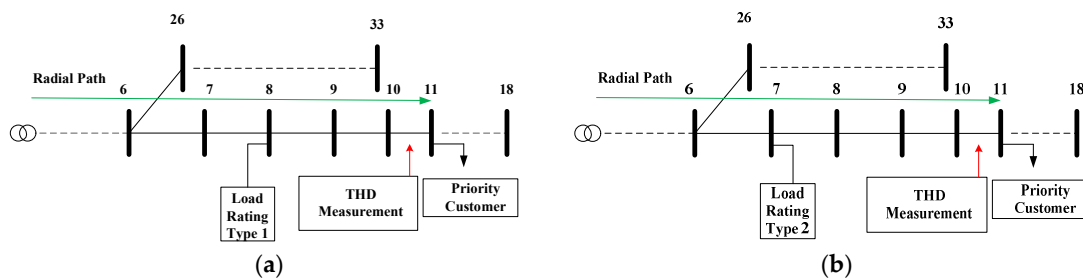 26
33
Radial Path
6
7
8
9
10
11
18
Load
Rating
Type 1
THD
Measurement
Priority
Customer
(a)
26
33
Radial Path
6
7
8
9
10
11
18
Load
Rating
Type 2
THD
Measurement
Priority
Customer
(b)